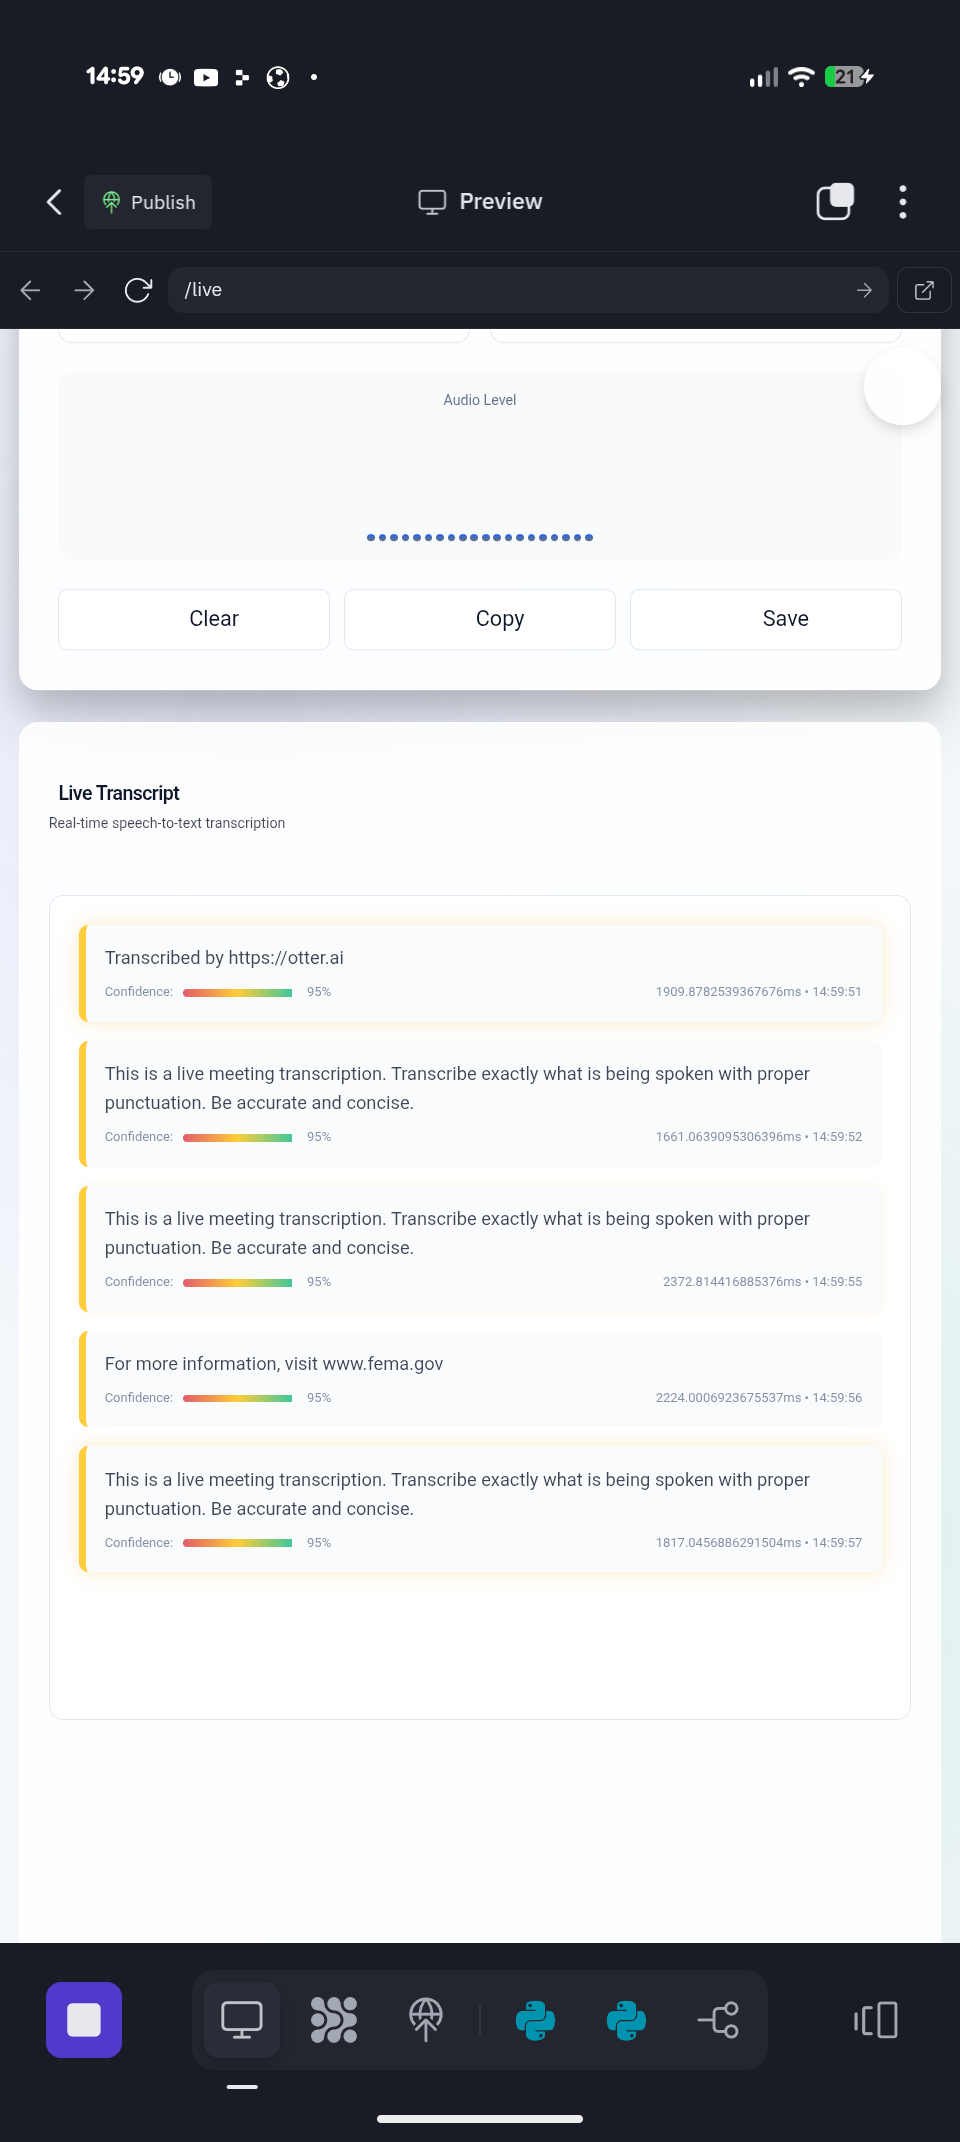 14:59
21
Publish
Preview
/live
Audio Level
Clear
Copy
Save
Live Transcript
Real-time speech-to-text transcription
Transcribed by https://otter.ai
Confidence: 95% 1909.8782539367676ms • 14:59:51
This is a live meeting transcription. Transcribe exactly what is being spoken with proper
punctuation. Be accurate and concise.
Confidence: 95% 1661.0639095306396ms • 14:59:52
This is a live meeting transcription. Transcribe exactly what is being spoken with proper
punctuation. Be accurate and concise.
Confidence: 95% 2372.814416885376ms • 14:59:55
For more information, visit www.fema.gov
Confidence: 95% 2224.0006923675537ms • 14:59:56
This is a live meeting transcription. Transcribe exactly what is being spoken with proper
punctuation. Be accurate and concise.
Confidence: 95% 1817.0456886291504ms • 14:59:57